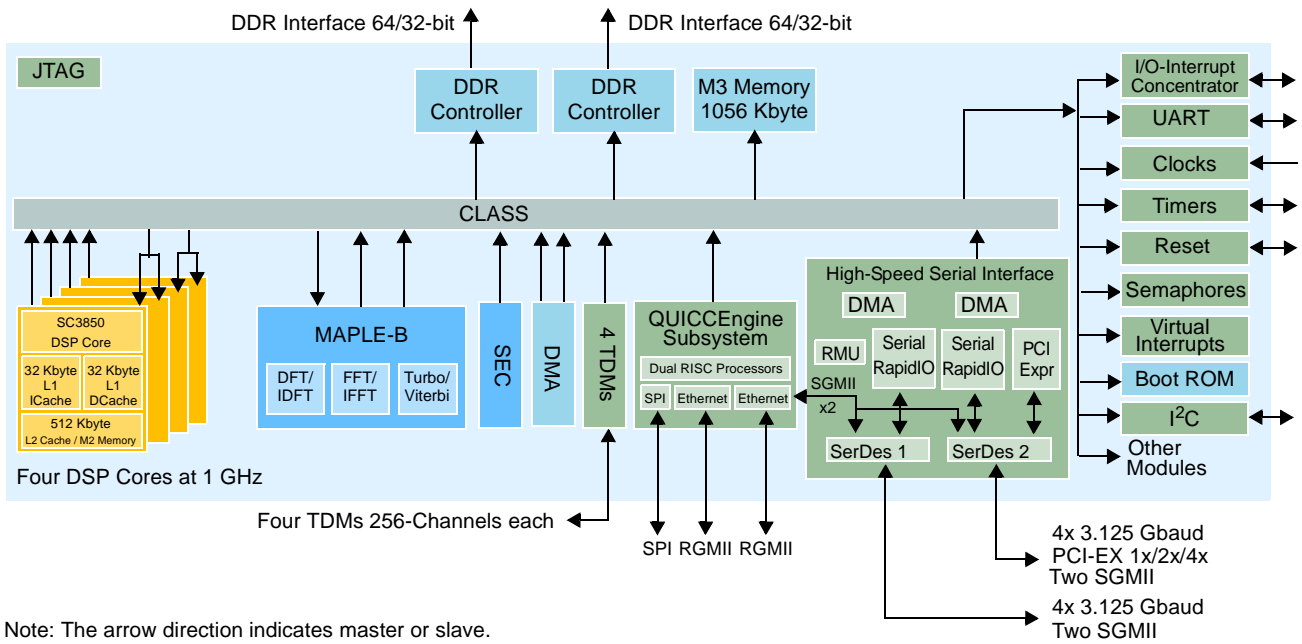 DDR Interface 64/32-bit
DDR Interface 64/32-bit
JTAG
DDR
Controller
DDR
Controller
M3 Memory
1056 Kbyte
I/O-Interrupt
Concentrator
UART
Clocks
Timers
Reset
Semaphores
Virtual
Interrupts
Boot ROM
I²C
Other
Modules
CLASS
SC3850
DSP Core
32 Kbyte
L1
ICache
32 Kbyte
L1
DCache
512 Kbyte
L2 Cache / M2 Memory
Four DSP Cores at 1 GHz
MAPLE-B
DFT/
IDFT
FFT/
IFFT
Turbo/
Viterbi
SEC
DMA
4 TDMs
QUICCEngine
Subsystem
Dual RISC Processors
SPI
Ethernet
Ethernet
High-Speed Serial Interface
DMA
DMA
RMU
Serial
RapidIO
Serial
RapidIO
PCI
Expr
SGMII
x2
SerDes 1
SerDes 2
Four TDMs 256-Channels each
SPI
RGMII
RGMII
4x 3.125 Gbaud
PCI-EX 1x/2x/4x
Two SGMII
4x 3.125 Gbaud
Two SGMII
Note: The arrow direction indicates master or slave.